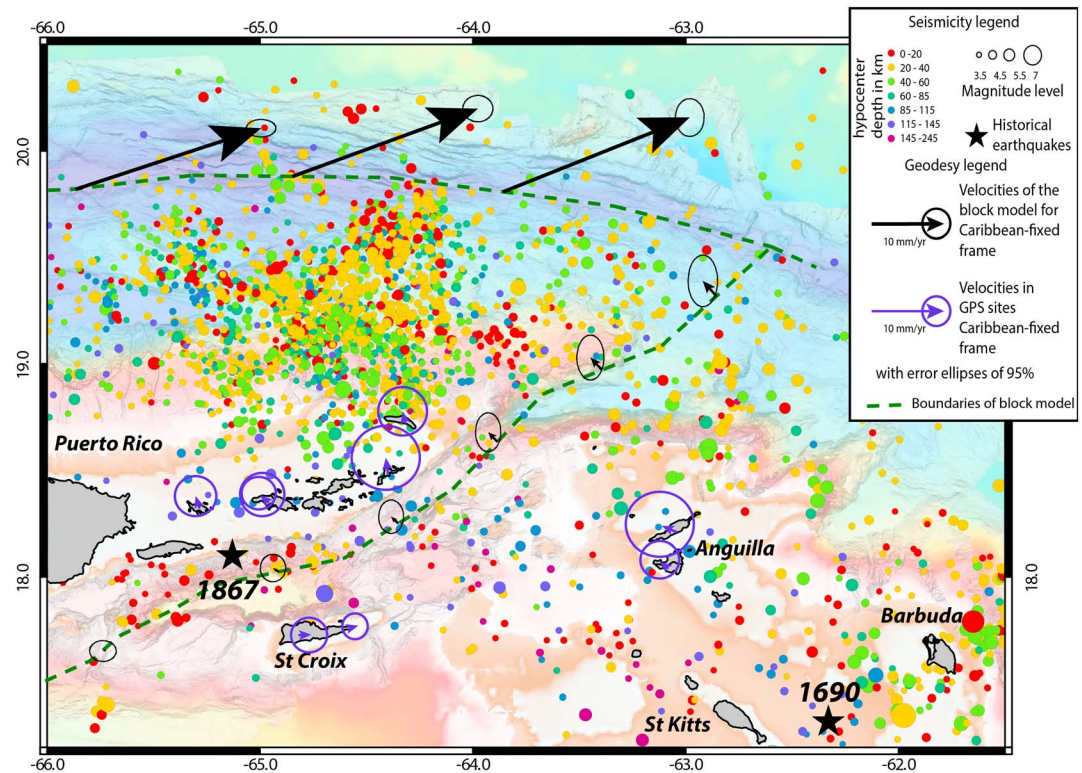 -66.0
-65.0
-64.0
-63.0
20.0
19.0
18.0
Puerto Rico
1867
St Croix
Anguilla
Barbuda
1690
St Kitts
18.0
-66.0
-65.0
-64.0
-63.0
-62.0
Seismicity legend
hypocenter
depth in km
0 -20
20 - 40
40 - 60
60 - 85
85 - 115
115 - 145
145 -245
3.5 4.5 5.5 7
Magnitude level
Historical
earthquakes
Geodesy legend
Velocities of the
block model for
Caribbean-fixed
frame
10 mm/yr
Velocities in
GPS sites
Caribbean-fixed
frame
10 mm/yr
with error ellipses of 95%
Boundaries of block model